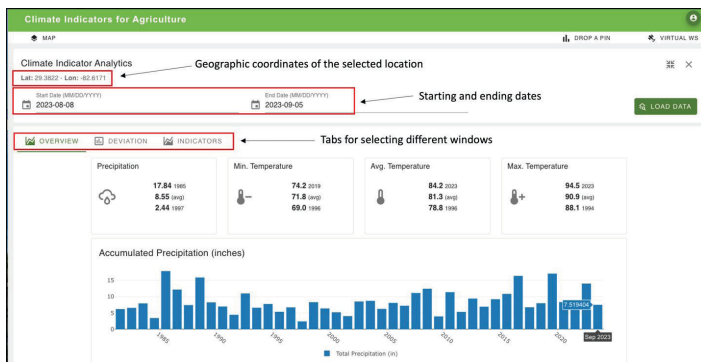 Climate Indicators for Agriculture
MAP
DROP A PIN
VIRTUAL WS
Climate Indicator Analytics
Geographic coordinates of the selected location
Lat: 29.3822 - Lon: -82.6171
Start Date (MM/DD/YYYY)
End Date (MM/DD/YYYY)
Starting and ending dates
2023-08-08
2023-09-05
LOAD DATA
OVERVIEW
DEVIATION
INDICATORS
Tabs for selecting different windows
Precipitation
Min. Temperature
Avg. Temperature
Max. Temperature
17.84 1985
74.2 2019
84.2 2023
94.5 2023
8.55 (avg)
71.8 (avg)
81.3 (avg)
90.9 (avg)
2.44 1997
69.0 1996
78.8 1996
88.1 1994
Accumulated Precipitation (inches)
15
10
5
0
7.519404
1985
1990
1995
2000
2005
2010
2015
2020
Sep 2023
Total Precipitation (in)